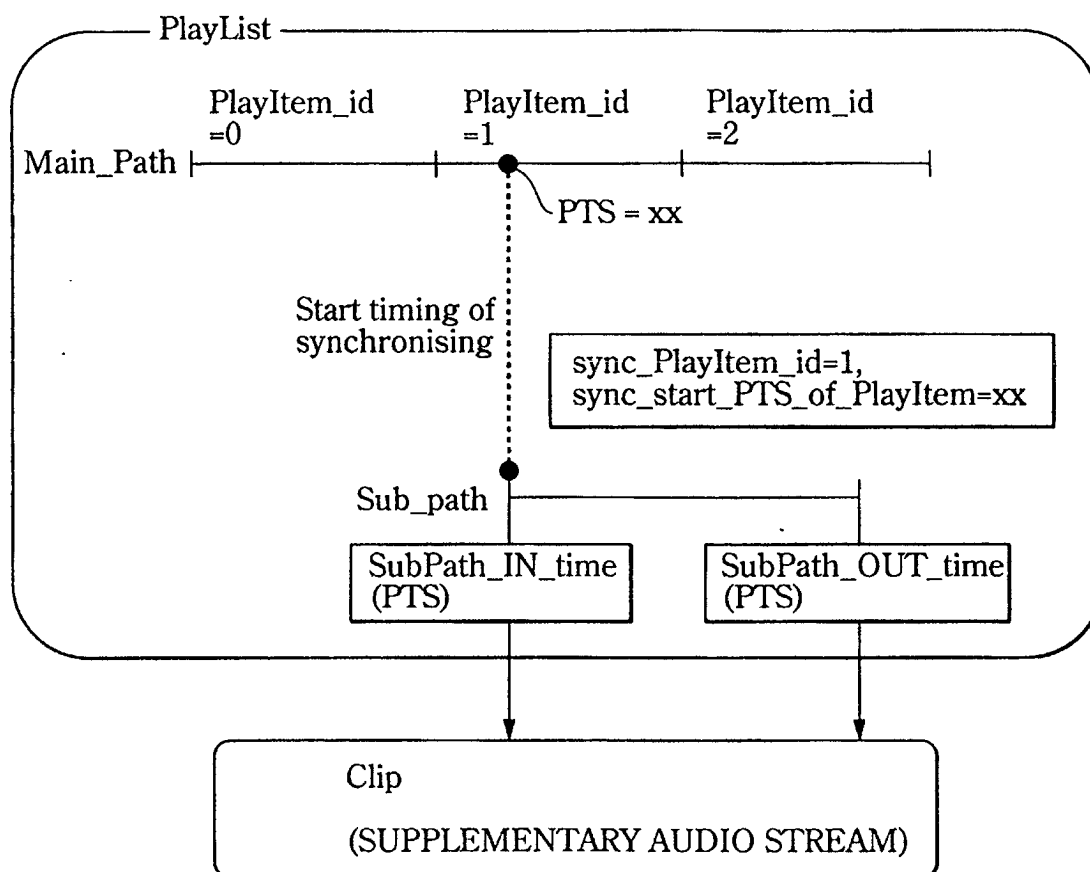 PlayList
PlayItem_id
=0
PlayItem_id
=1
PlayItem_id
=2
Main_Path
PTS = xx
Start timing of
synchronising
sync_PlayItem_id=1,
sync_start_PTS_of_PlayItem=xx
Sub_path
SubPath_IN_time
(PTS)
SubPath_OUT_time
(PTS)
Clip
(SUPPLEMENTARY AUDIO STREAM)